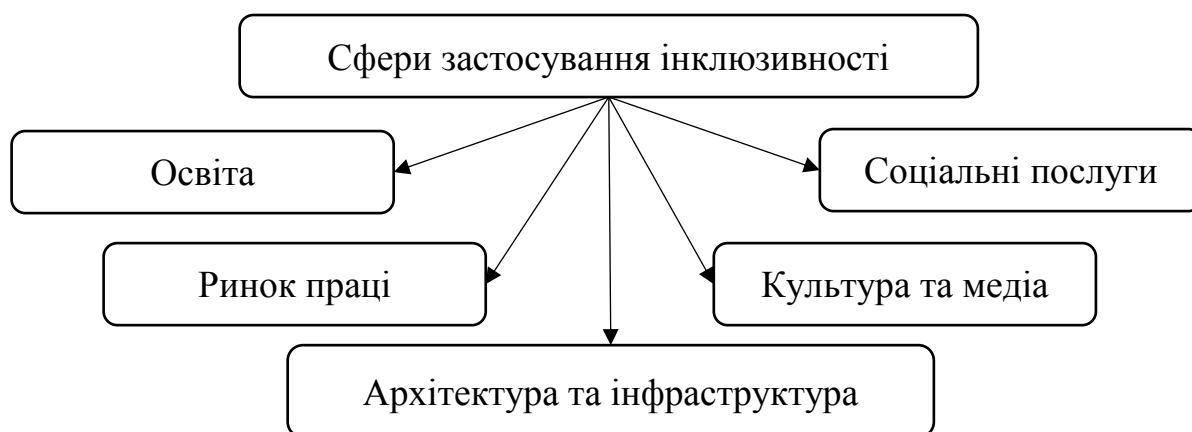 Сфери застосування інклюзивності
Освіта
Соціальні послуги
Ринок праці
Культура та медіа
Архітектура та інфраструктура